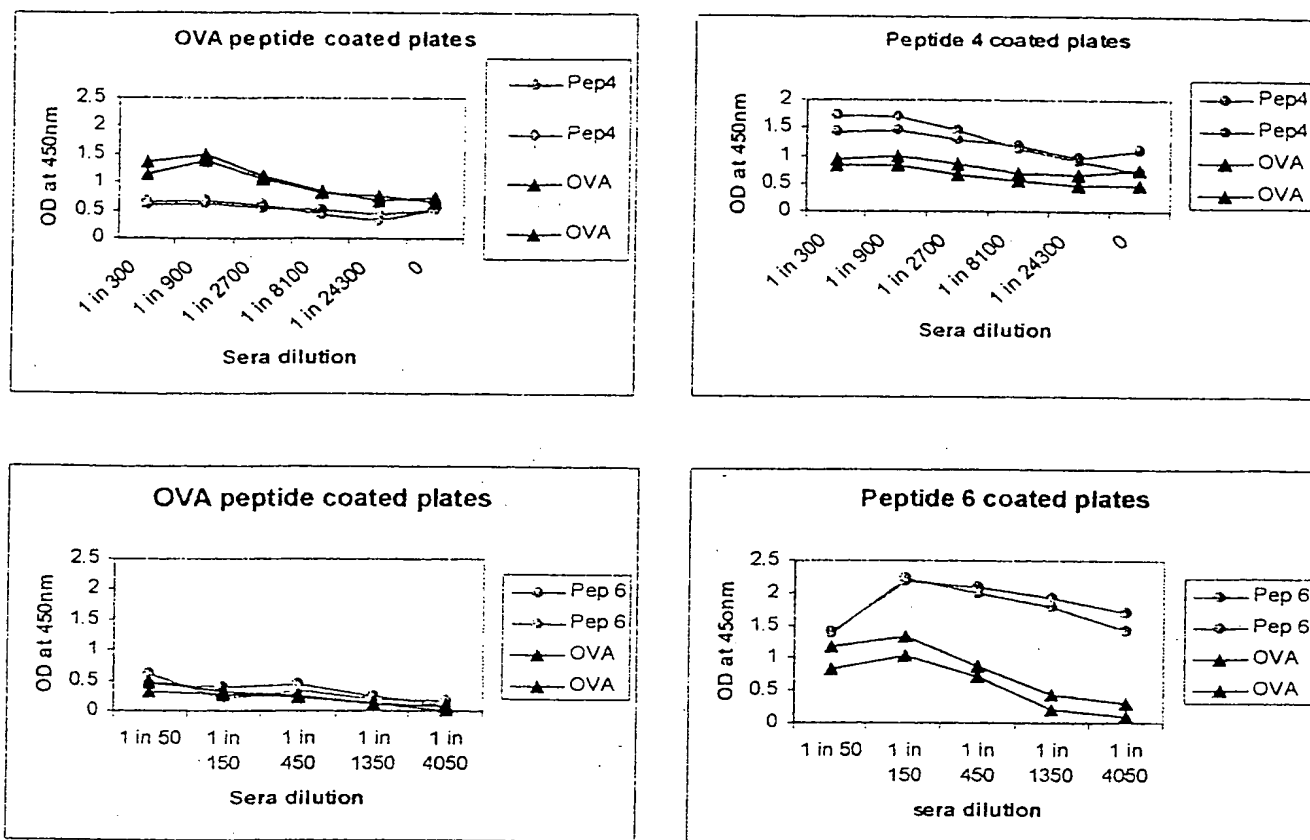 OVA peptide coated plates
OD at 450nm
2.5
2
1.5
1
0.5
0
1 in 300
1 in 900
1 in 2700
1 in 8100
1 in 24300
0
Sera dilution
Pep4
Pep4
OVA
OVA
Peptide 4 coated plates
OD at 450nm
2
1.5
1
0.5
0
1 in 300
1 in 900
1 in 2700
1 in 8100
1 in 24300
0
Sera dilution
Pep4
Pep4
OVA
OVA
OVA peptide coated plates
OD at 450nm
2.5
2
1.5
1
0.5
0
1 in 50
1 in 150
1 in 450
1 in 1350
1 in 4050
Sera dilution
Pep 6
Pep 6
OVA
OVA
Peptide 6 coated plates
OD at 45onm
2.5
2
1.5
1
0.5
0
1 in 50
1 in 150
1 in 450
1 in 1350
1 in 4050
sera dilution
Pep 6
Pep 6
OVA
OVA